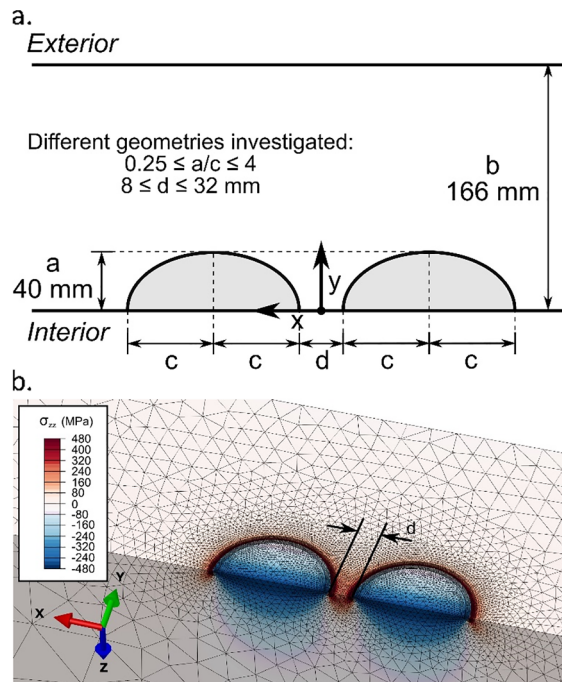 a.
Exterior
Different geometries investigated:
0.25 ≤ a/c ≤ 4
8 ≤ d ≤ 32 mm
b
166 mm
a
40 mm
y
x
Interior
c c d c c
b.
σzz (MPa)
480
400
320
240
160
80
0
-80
-160
-240
-320
-400
-480
d
Y
X
Z